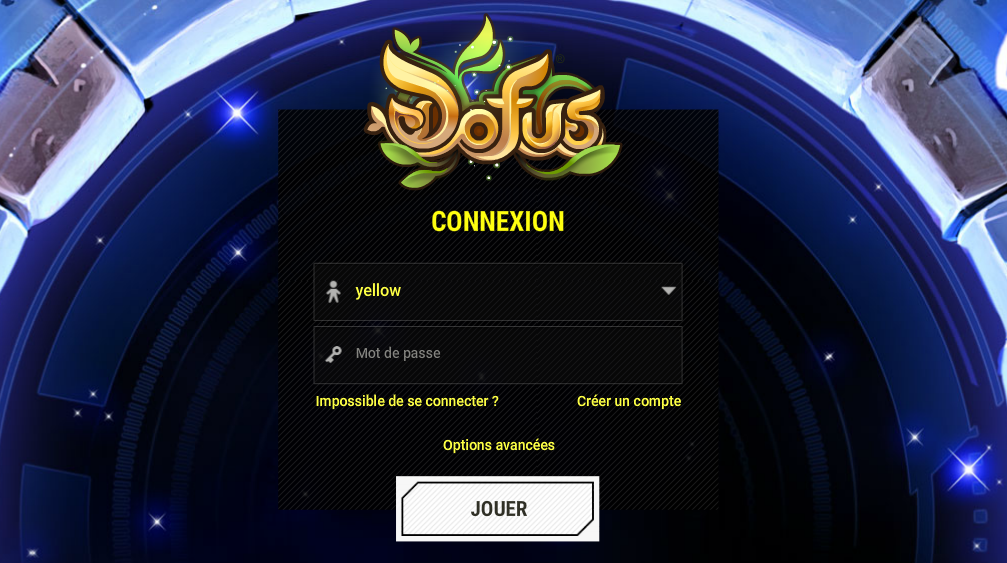 Dofus
CONNEXION
yellow
Mot de passe
Impossible de se connecter ?
Créer un compte
Options avancées
JOUER